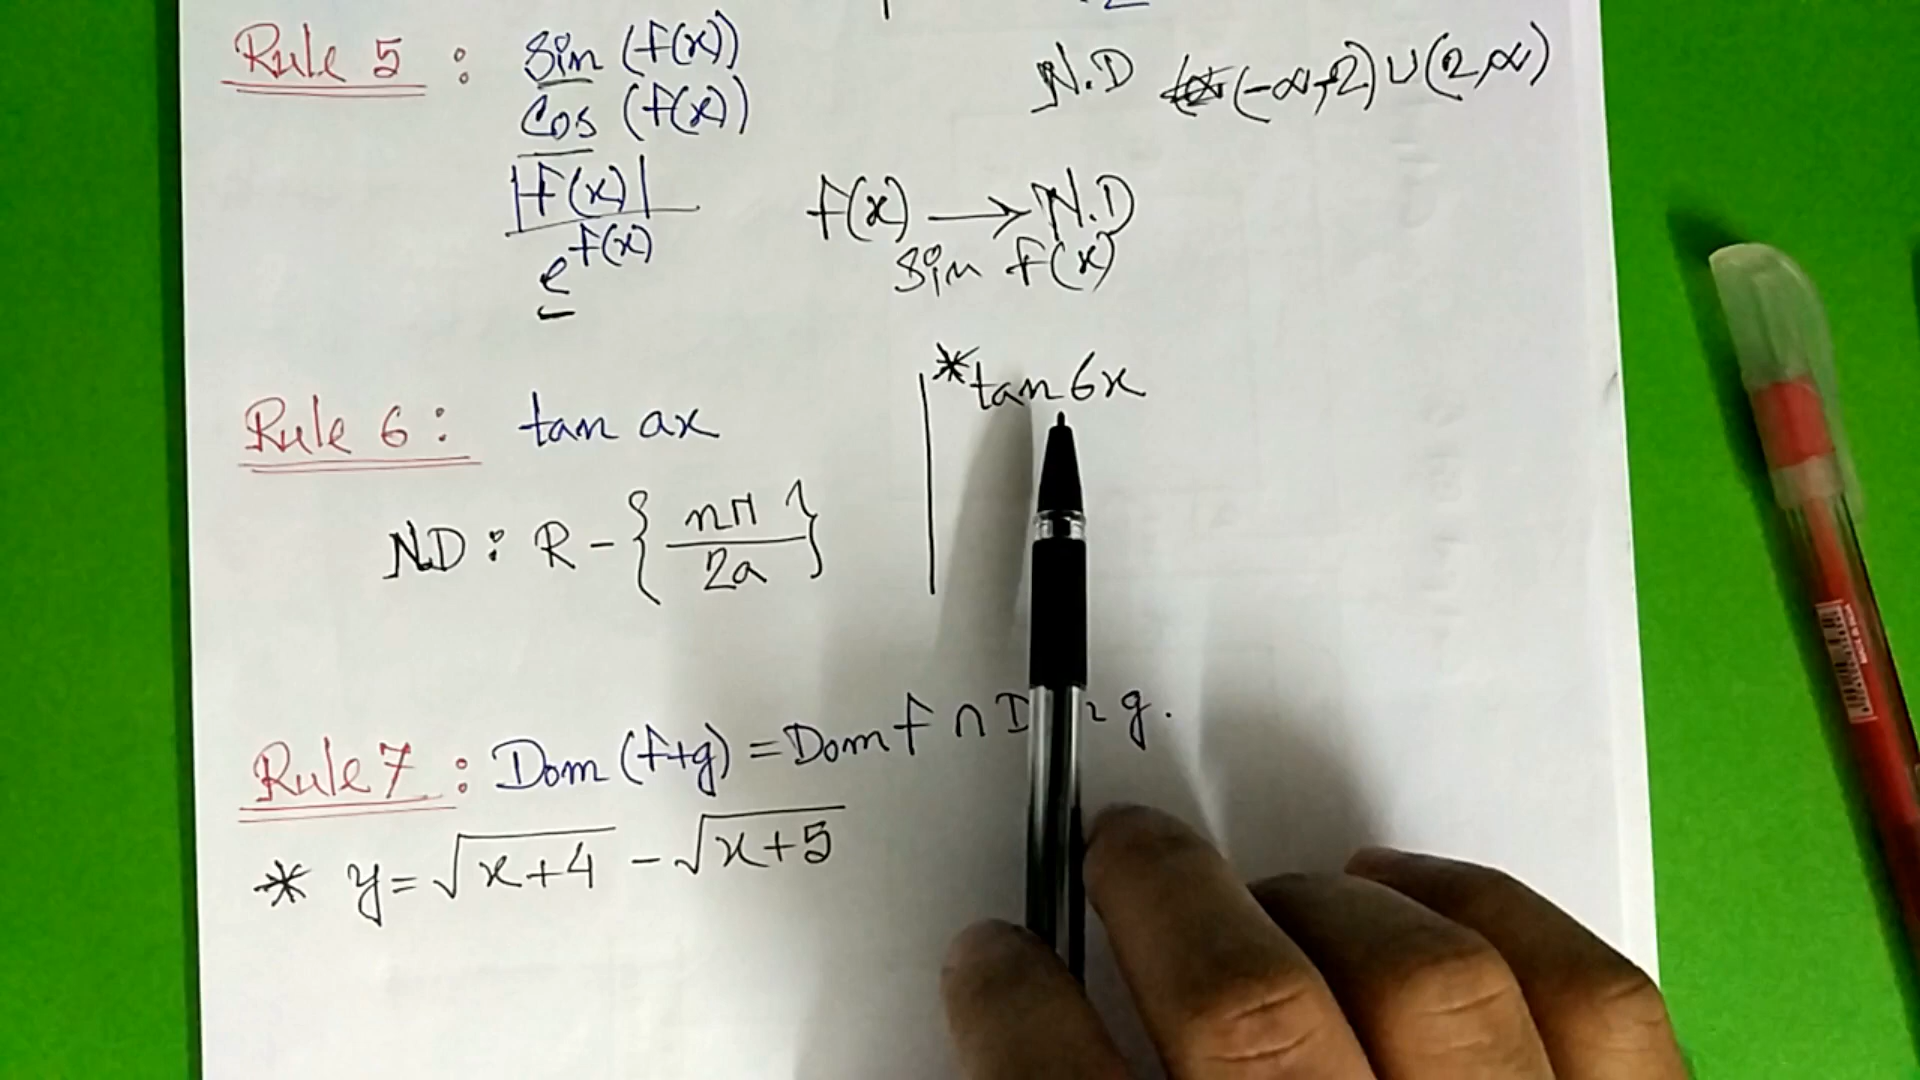 Rule 5 : Sin (f(x))
Cos (f(x))
|f(x)|
e^f(x)
N.D (-∞,-2)∪(2,∞)
f(x) → N.D
Sin f(x)
Rule 6 : tan ax
N.D : R - { nπ / 2a }
* tan 6x
Rule 7 : Dom (f+g) = Dom f ∩ D g.
* y = √x+4 - √x+5